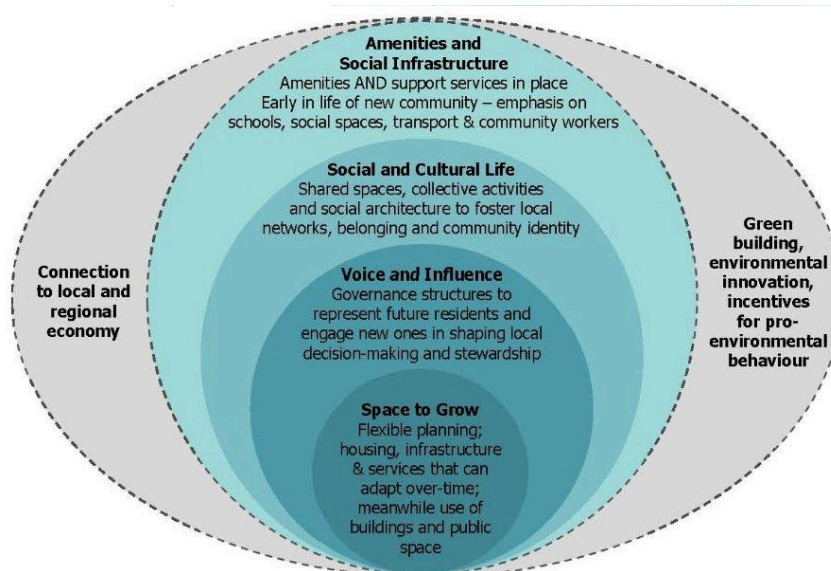 Amenities and
Social Infrastructure
Amenities AND support services in place
Early in life of new community – emphasis on
schools, social spaces, transport & community workers
Social and Cultural Life
Shared spaces, collective activities
and social architecture to foster local
networks, belonging and community identity
Voice and Influence
Governance structures to
represent future residents and
engage new ones in shaping local
decision-making and stewardship
Space to Grow
Flexible planning;
housing, infrastructure
& services that can
adapt over-time;
meanwhile use of
buildings and public
space
Connection
to local and
regional
economy
Green
building,
environmental
innovation,
incentives
for pro-
environmental
behaviour